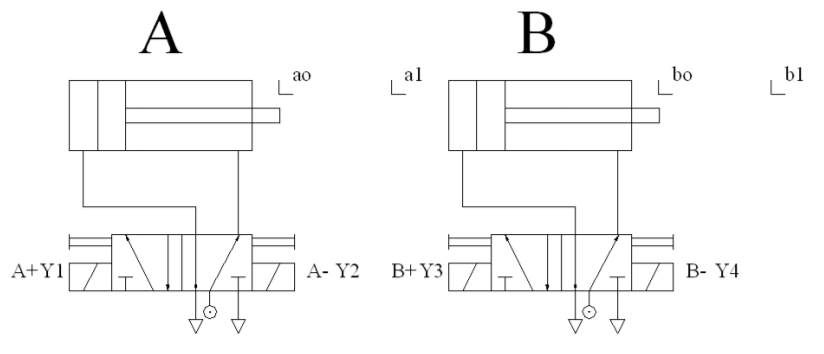 A B
ao a1 bo b1
A+Y1 A- Y2 B+Y3 B- Y4